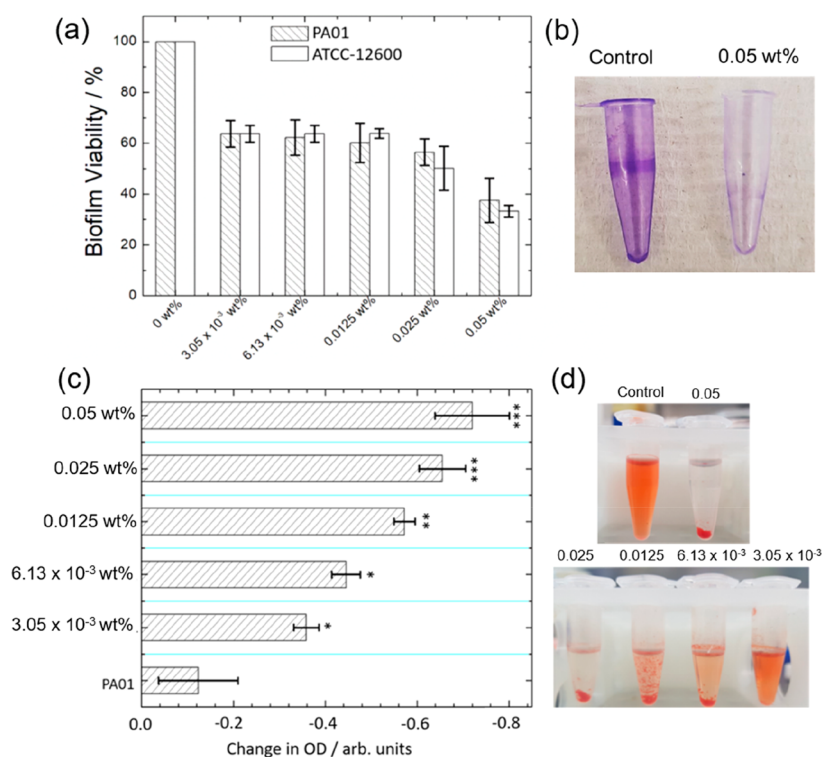 (a)
PA01
ATCC-12600
Biofilm Viability / %
100
80
60
40
20
0
0 wt%
3.05 x 10⁻³ wt%
6.13 x 10⁻³ wt%
0.0125 wt%
0.025 wt%
0.05 wt%
(b)
Control 0.05 wt%
(c)
0.05 wt%
***
0.025 wt%
***
0.0125 wt%
**
6.13 x 10⁻³ wt%
*
3.05 x 10⁻³ wt%
*
PA01
0.0 -0.2 -0.4 -0.6 -0.8
Change in OD / arb. units
(d)
Control 0.05
0.025 0.0125 6.13 x 10⁻³ 3.05 x 10⁻³